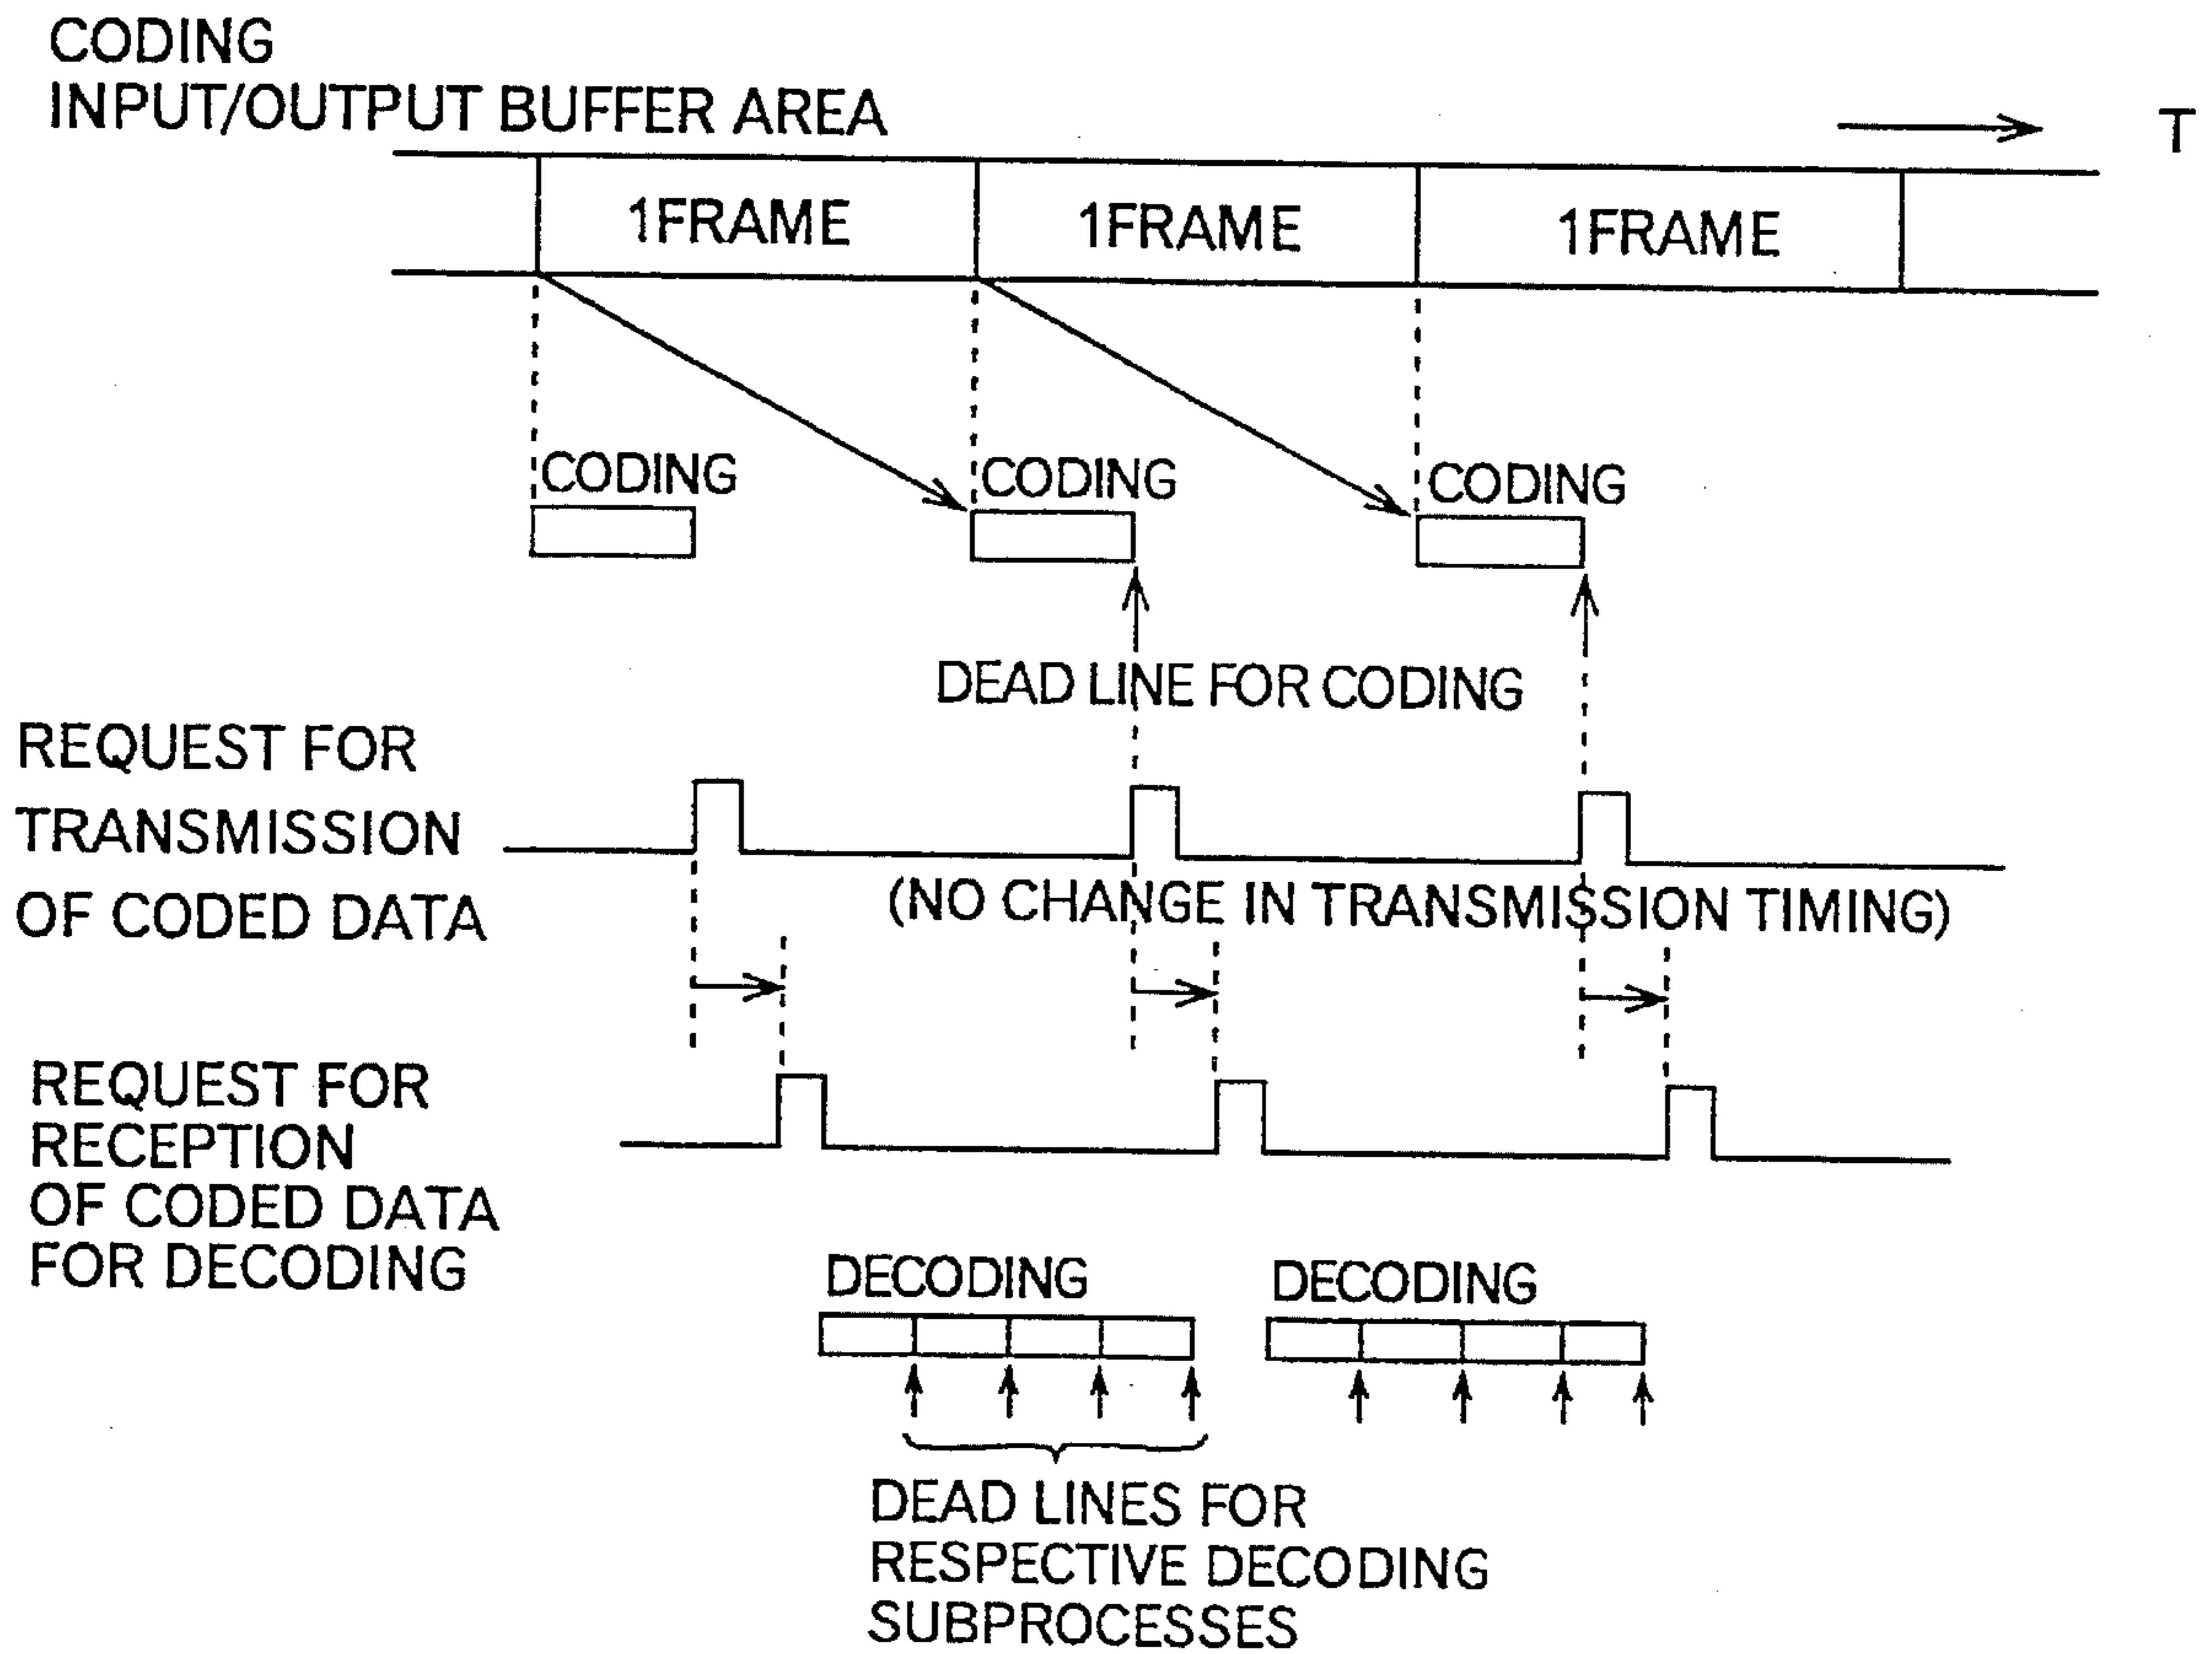 CODING
INPUT/OUTPUT BUFFER AREA
T
1FRAME
1FRAME
1FRAME
CODING
CODING
CODING
DEAD LINE FOR CODING
REQUEST FOR
TRANSMISSION
OF CODED DATA
(NO CHANGE IN TRANSMISSION TIMING)
REQUEST FOR
RECEPTION
OF CODED DATA
FOR DECODING
DECODING
DECODING
DEAD LINES FOR
RESPECTIVE DECODING
SUBPROCESSES